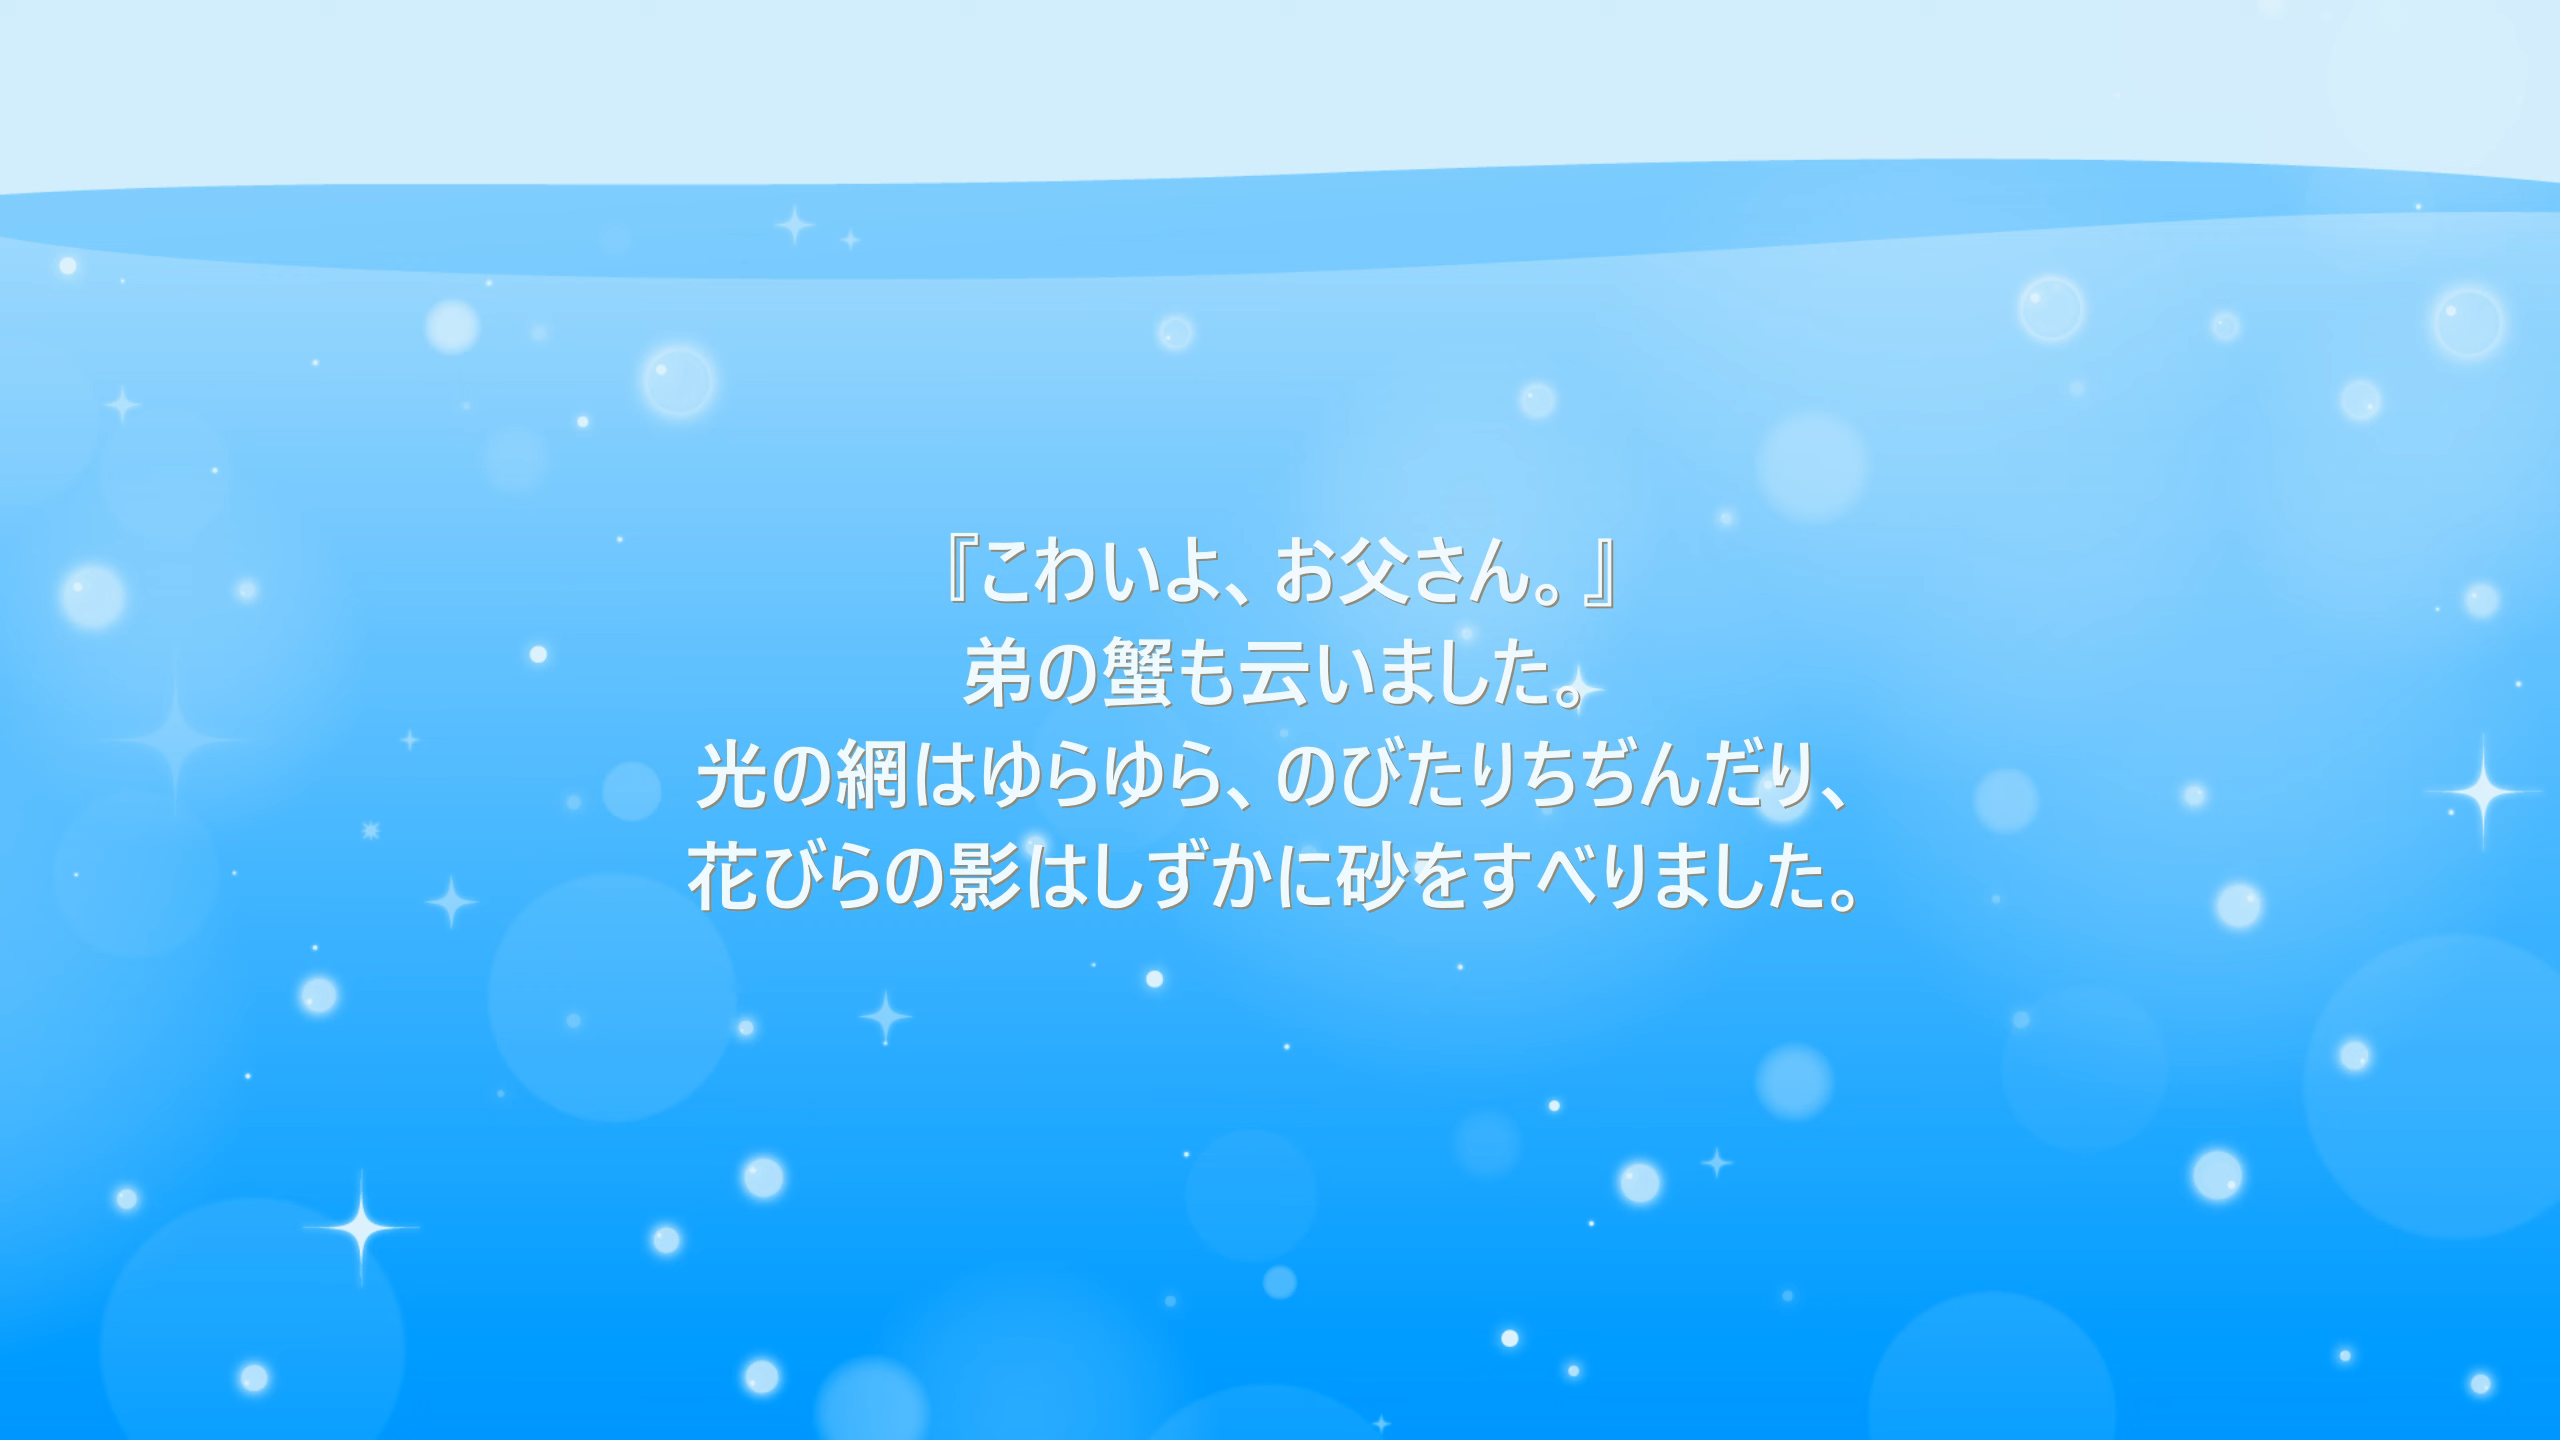 『こわいよ、お父さん。』
弟の蟹も云いました。
光の網はゆらゆら、のびたりちぢんだり、
花びらの影はしずかに砂をすべりました。